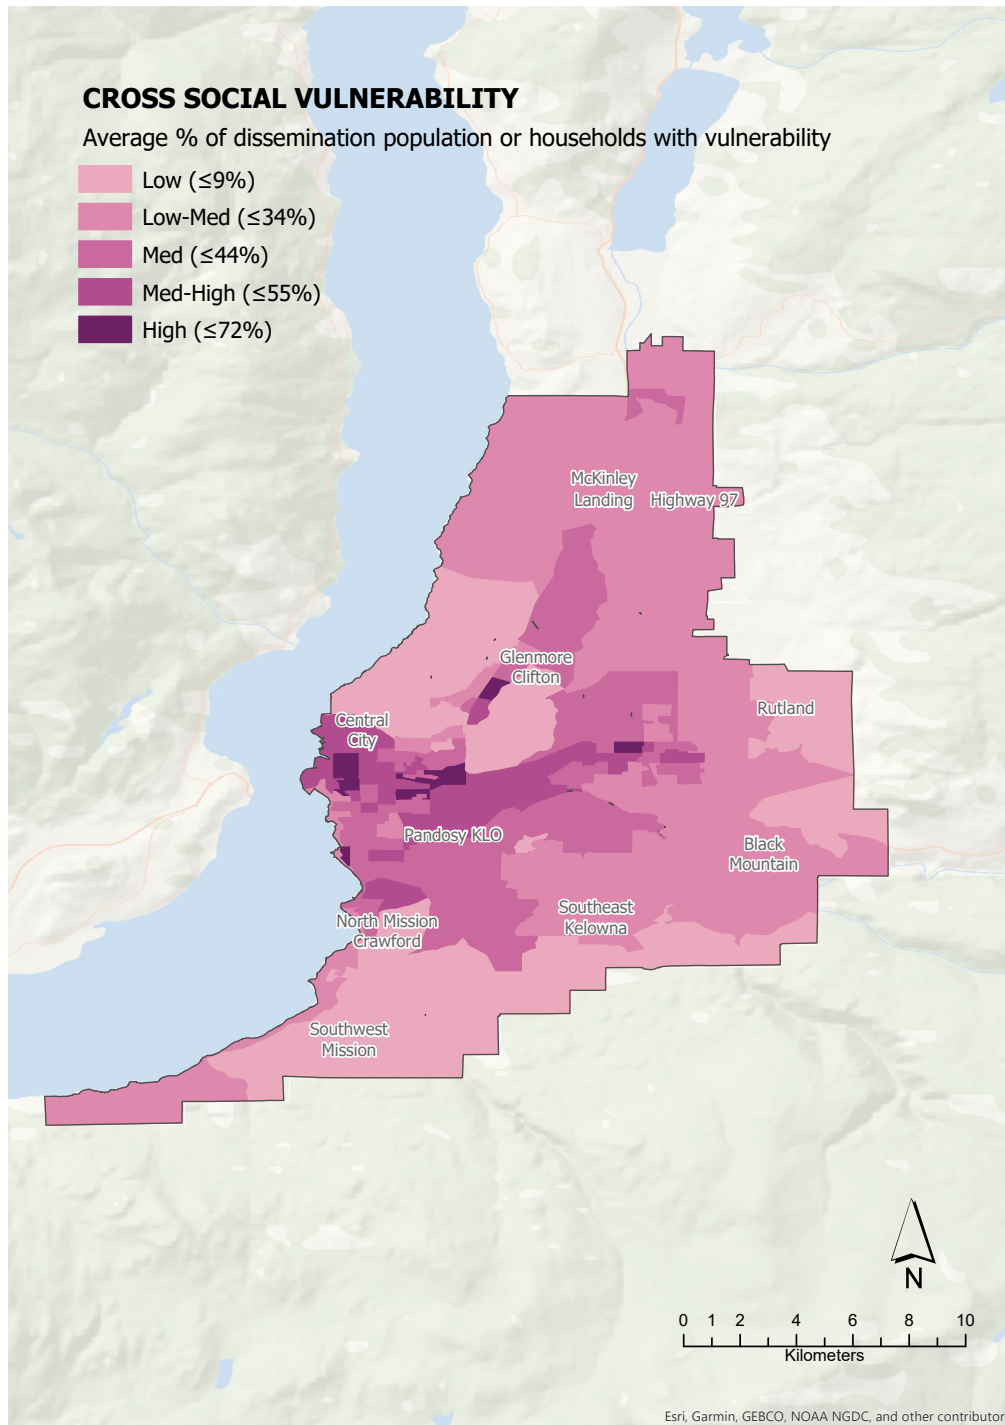 CROSS SOCIAL VULNERABILITY
Average % of dissemination population or households with vulnerability
Low (≤9%)
Low-Med (≤34%)
Med (≤44%)
Med-High (≤55%)
High (≤72%)
McKinley
Landing
Highway 97
Glenmore
Clifton
Rutland
Central
City
Pandosy KLO
Black
Mountain
Southeast
Kelowna
North Mission
Crawford
Southwest
Mission
N
0 1 2 4 6 8 10
Kilometers
Esri, Garmin, GEBCO, NOAA NGDC, and other contributor